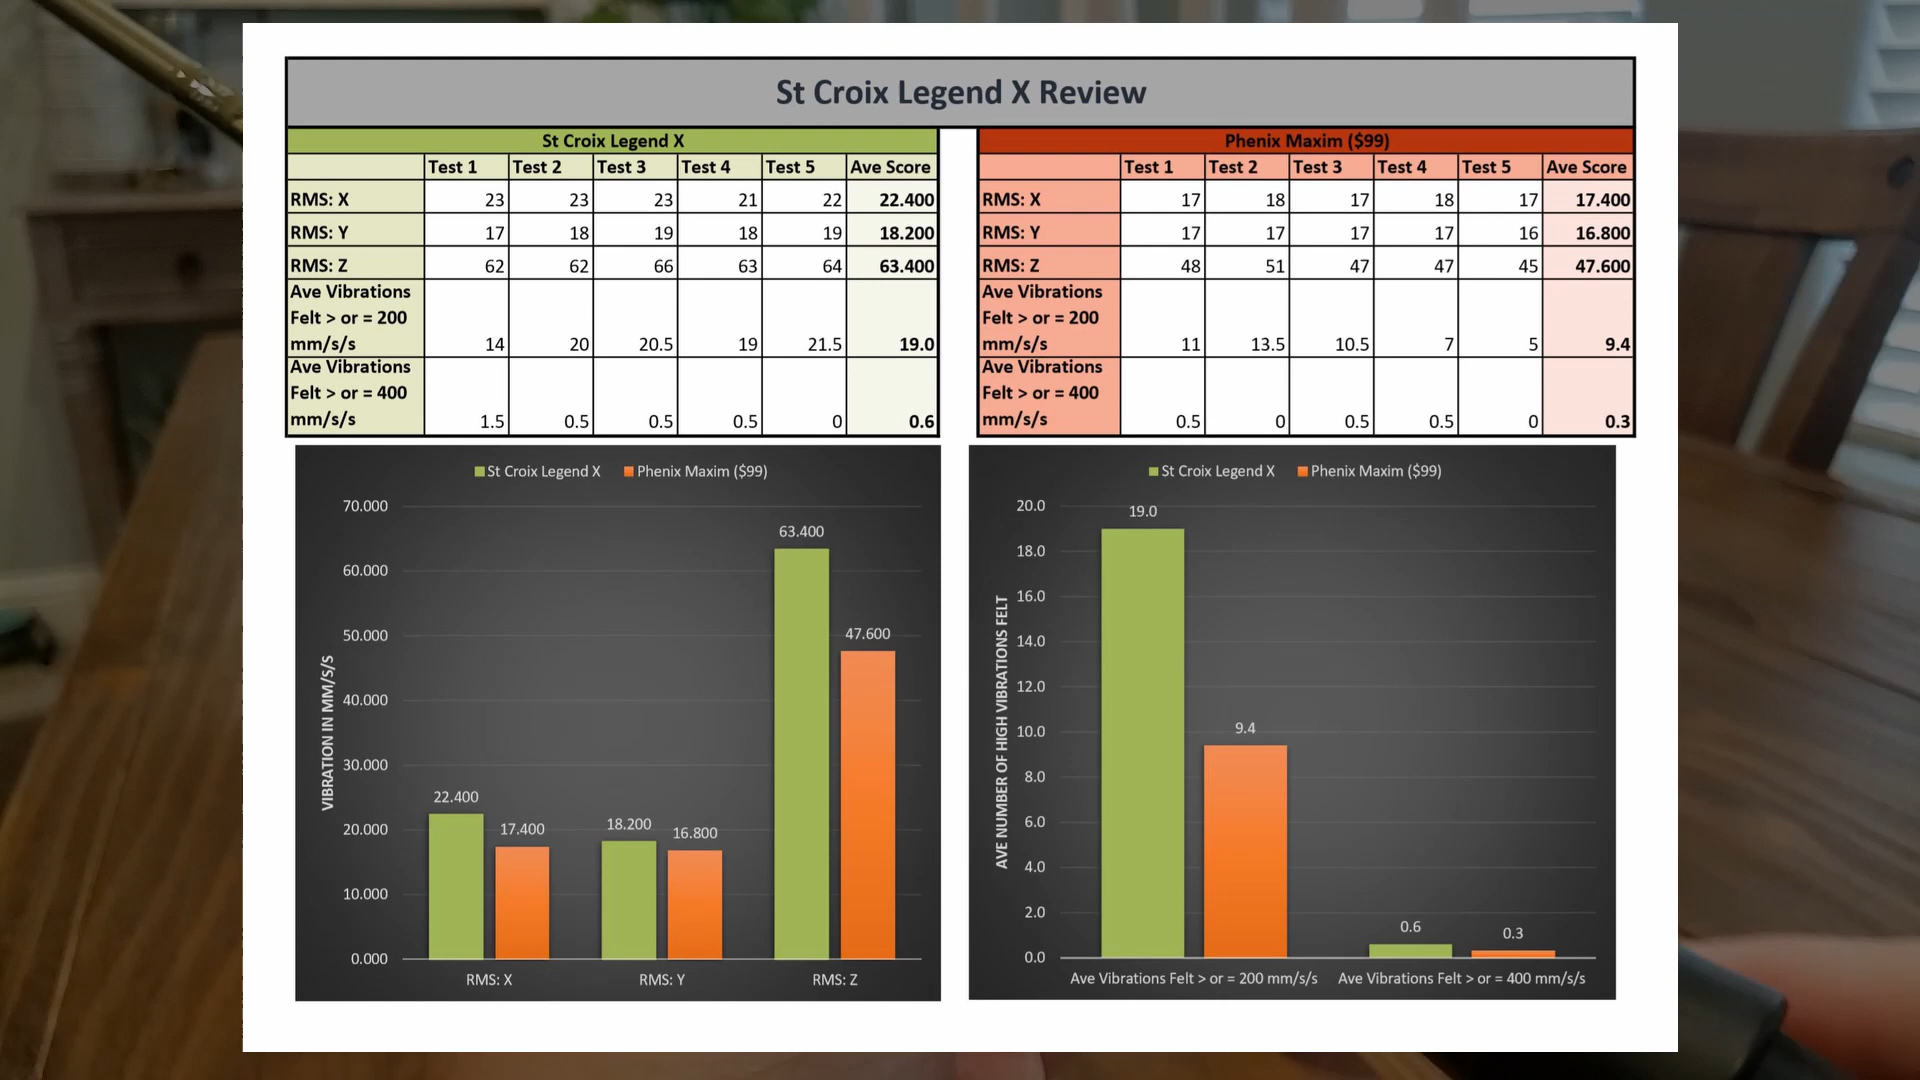 St Croix Legend X Review
St Croix Legend X
Test 1 Test 2 Test 3 Test 4 Test 5 Ave Score
RMS: X 23 23 23 21 22 22.400
RMS: Y 17 18 19 18 19 18.200
RMS: Z 62 62 66 63 64 63.400
Ave Vibrations
Felt > or = 200
mm/s/s 14 20 20.5 19 21.5 19.0
Ave Vibrations
Felt > or = 400
mm/s/s 1.5 0.5 0.5 0.5 0 0.6
Phenix Maxim ($99)
Test 1 Test 2 Test 3 Test 4 Test 5 Ave Score
RMS: X 17 18 17 18 17 17.400
RMS: Y 17 17 17 17 16 16.800
RMS: Z 48 51 47 47 45 47.600
Ave Vibrations
Felt > or = 200
mm/s/s 11 13.5 10.5 7 5 9.4
Ave Vibrations
Felt > or = 400
mm/s/s 0.5 0 0.5 0.5 0 0.3
St Croix Legend X Phenix Maxim ($99)
VIBRATION IN MM/S/S
70.000
60.000
50.000
40.000
30.000
20.000
10.000
0.000
22.400
17.400
18.200
16.800
63.400
47.600
RMS: X RMS: Y RMS: Z
St Croix Legend X Phenix Maxim ($99)
AVE NUMBER OF HIGH VIBRATIONS FELT
20.0
18.0
16.0
14.0
12.0
10.0
8.0
6.0
4.0
2.0
0.0
19.0
9.4
0.6
0.3
Ave Vibrations Felt > or = 200 mm/s/s Ave Vibrations Felt > or = 400 mm/s/s